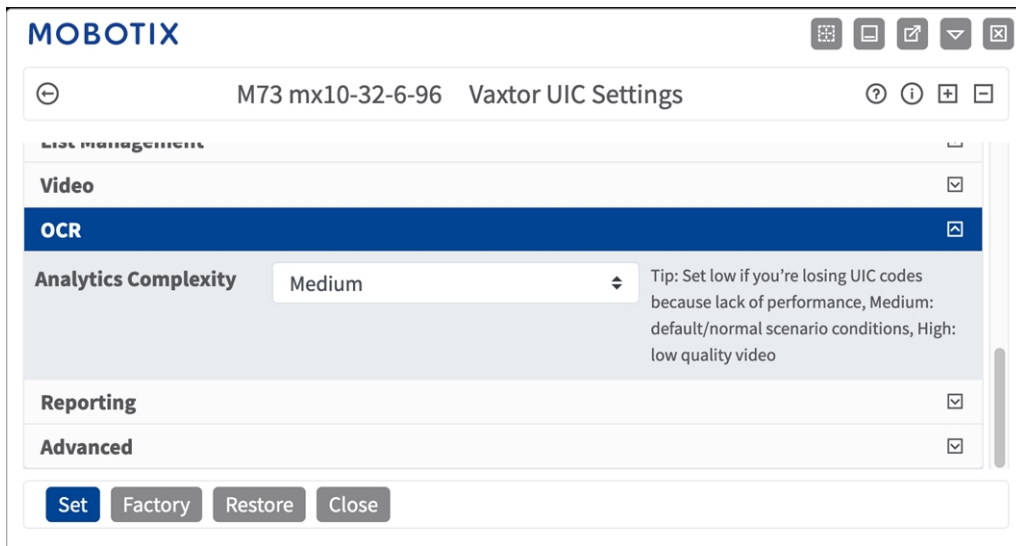 MOBOTIX
M73 mx10-32-6-96 Vaxtor UIC Settings
List Management
Video
OCR
Analytics Complexity
Medium
Tip: Set low if you're losing UIC codes
because lack of performance, Medium:
default/normal scenario conditions, High:
low quality video
Reporting
Advanced
Set Factory Restore Close